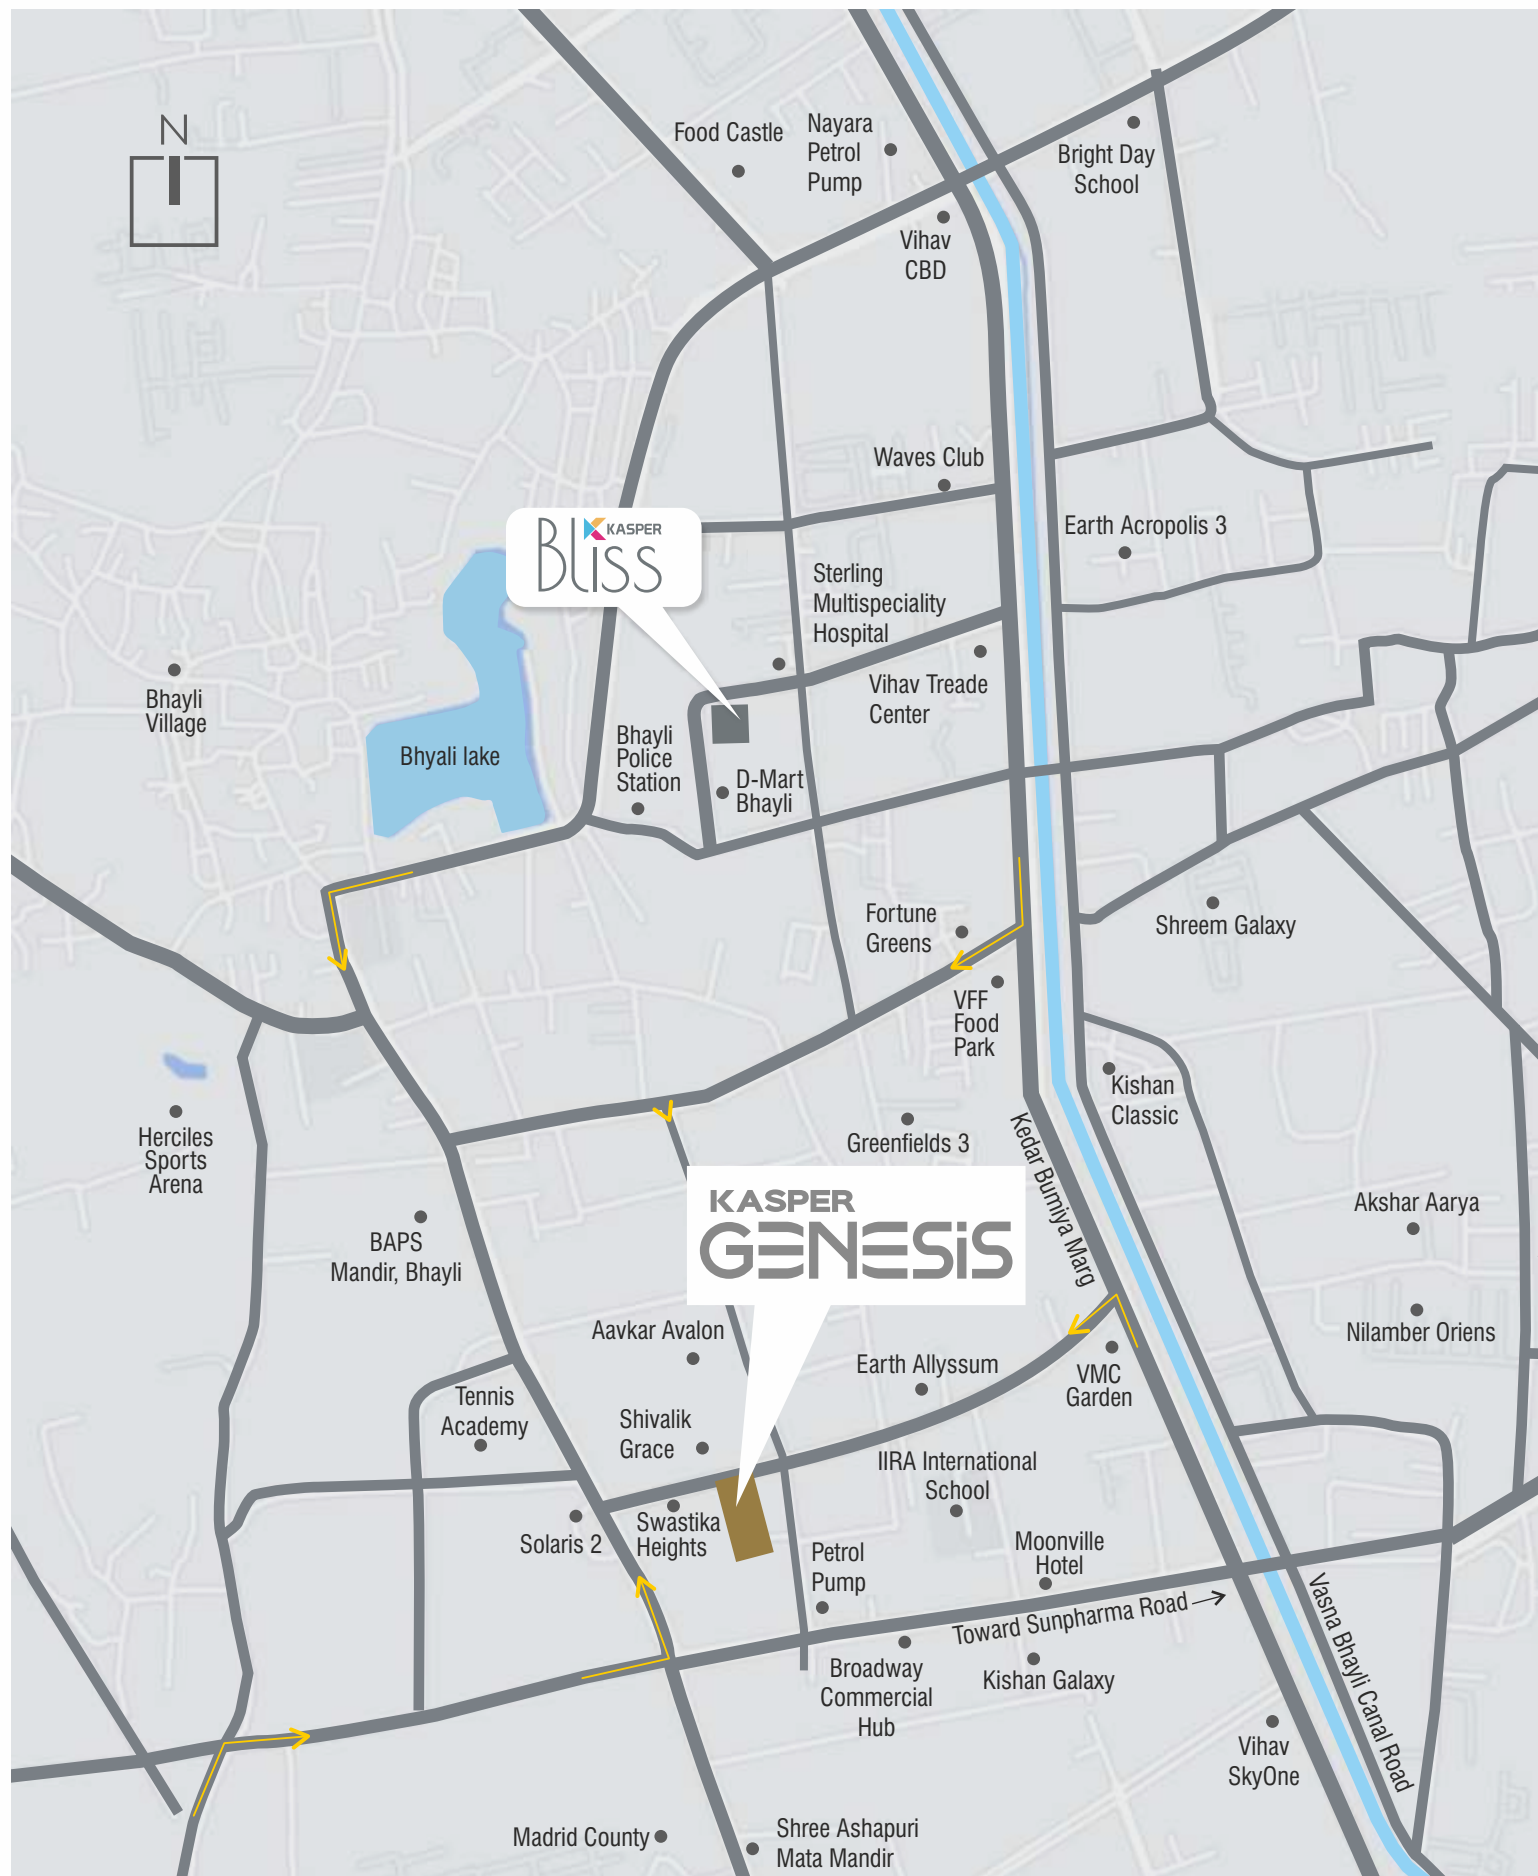 N
Food Castle
Nayara
Petrol
Pump
Bright Day
School
Vihav
CBD
Waves Club
Earth Acropolis 3
KASPER
Bliss
Sterling
Multispeciality
Hospital
Vihav Treade
Center
Bhayli
Village
Bhyali lake
Bhayli
Police
Station
D-Mart
Bhayli
Fortune
Greens
Shreem Galaxy
VFF
Food
Park
Kishan
Classic
Herciles
Sports
Arena
Greenfields 3
Kedar Bumiya Marg
KASPER
GENESiS
Akshar Aarya
BAPS
Mandir, Bhayli
Aavkar Avalon
Nilamber Oriens
Earth Allyssum
VMC
Garden
Tennis
Academy
Shivalik
Grace
IIRA International
School
Solaris 2
Swastika
Heights
Petrol
Pump
Moonville
Hotel
Toward Sunpharma Road
Vasna Bhayli Canal Road
Broadway
Commercial
Hub
Kishan Galaxy
Vihav
SkyOne
Madrid County
Shree Ashapuri
Mata Mandir